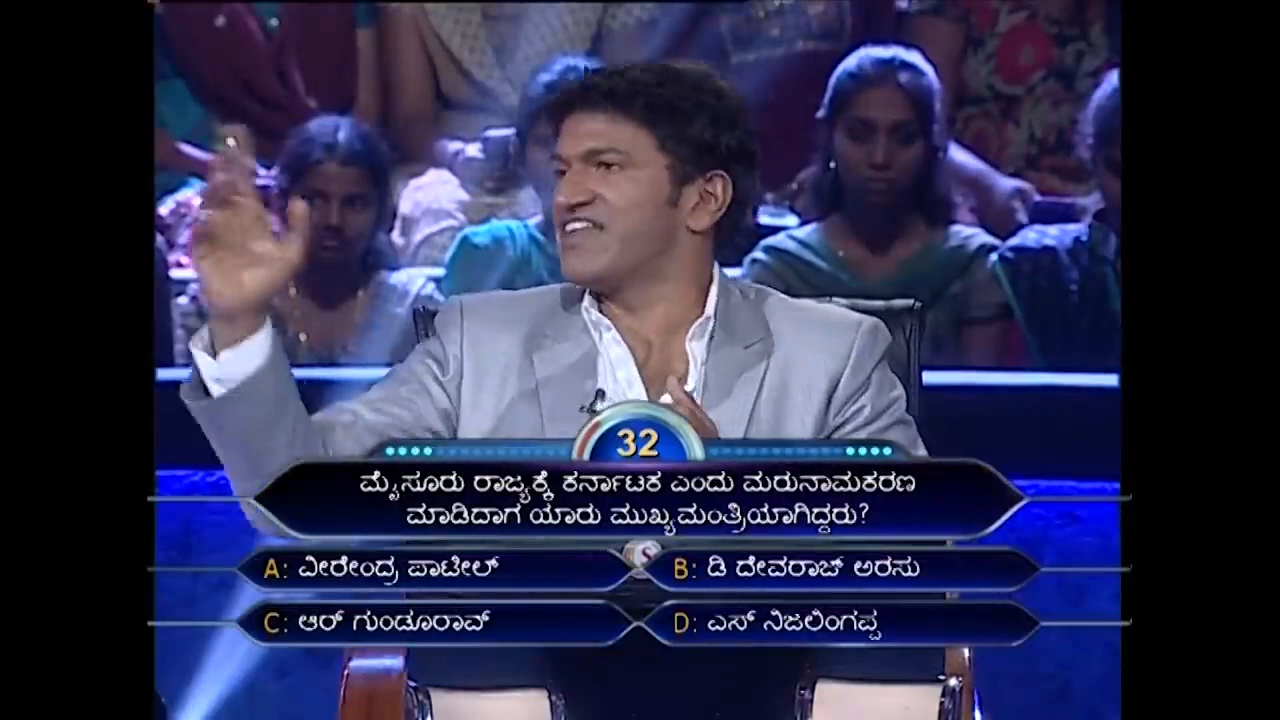 32
ಮೈಸೂರು ರಾಜ್ಯಕ್ಕೆ ಕರ್ನಾಟಕ ಎಂದು ಮರುನಾಮಕರಣ
ಮಾಡಿದಾಗ ಯಾರು ಮುಖ್ಯಮಂತ್ರಿಯಾಗಿದ್ದರು?
A: ವೀರೇಂದ್ರ ಪಾಟೀಲ್
B: ಡಿ ದೇವರಾಜ್ ಅರಸು
C: ಆರ್ ಗುಂಡೂರಾವ್
D: ಎಸ್ ನಿಜಲಿಂಗಪ್ಪ